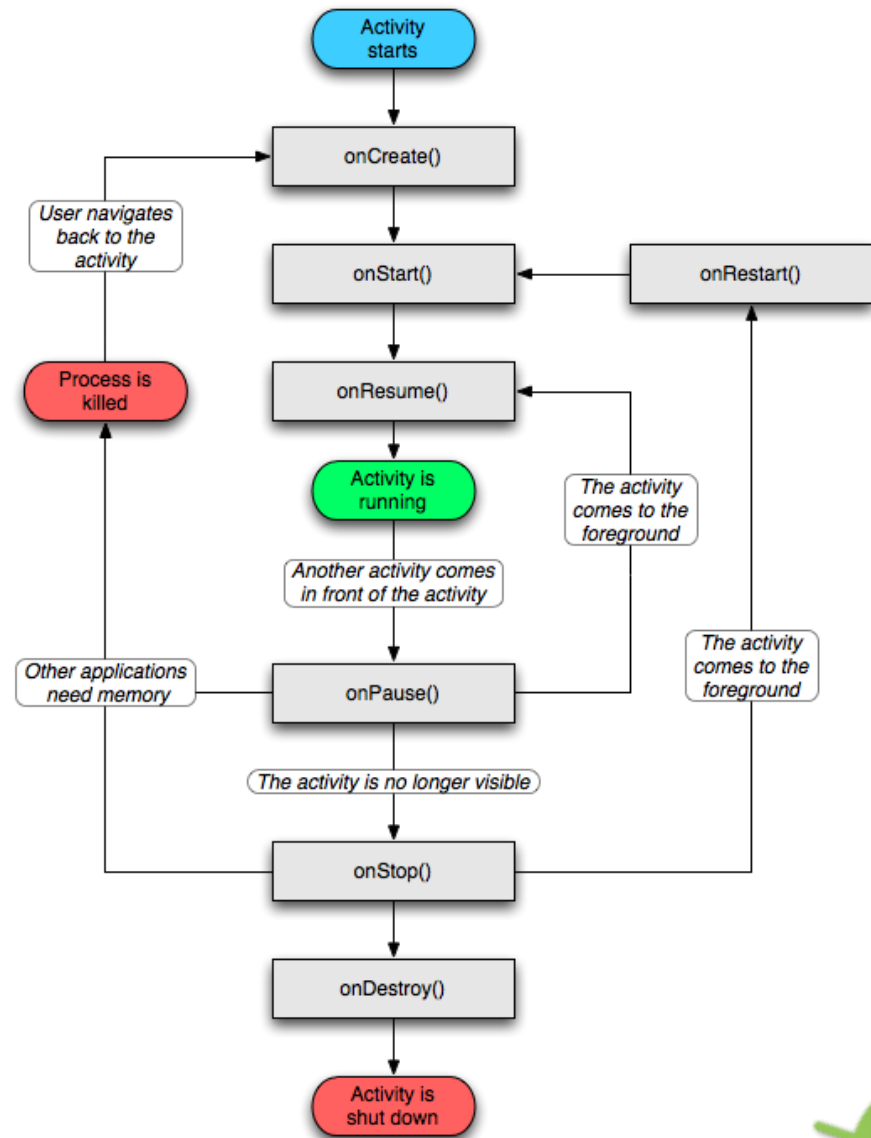 Activity
starts
onCreate()
User navigates
back to the
activity
onStart()
onRestart()
Process is
killed
onResume()
Activity is
running
The activity
comes to the
foreground
Another activity comes
in front of the activity
Other applications
need memory
onPause()
The activity
comes to the
foreground
The activity is no longer visible
onStop()
onDestroy()
Activity is
shut down